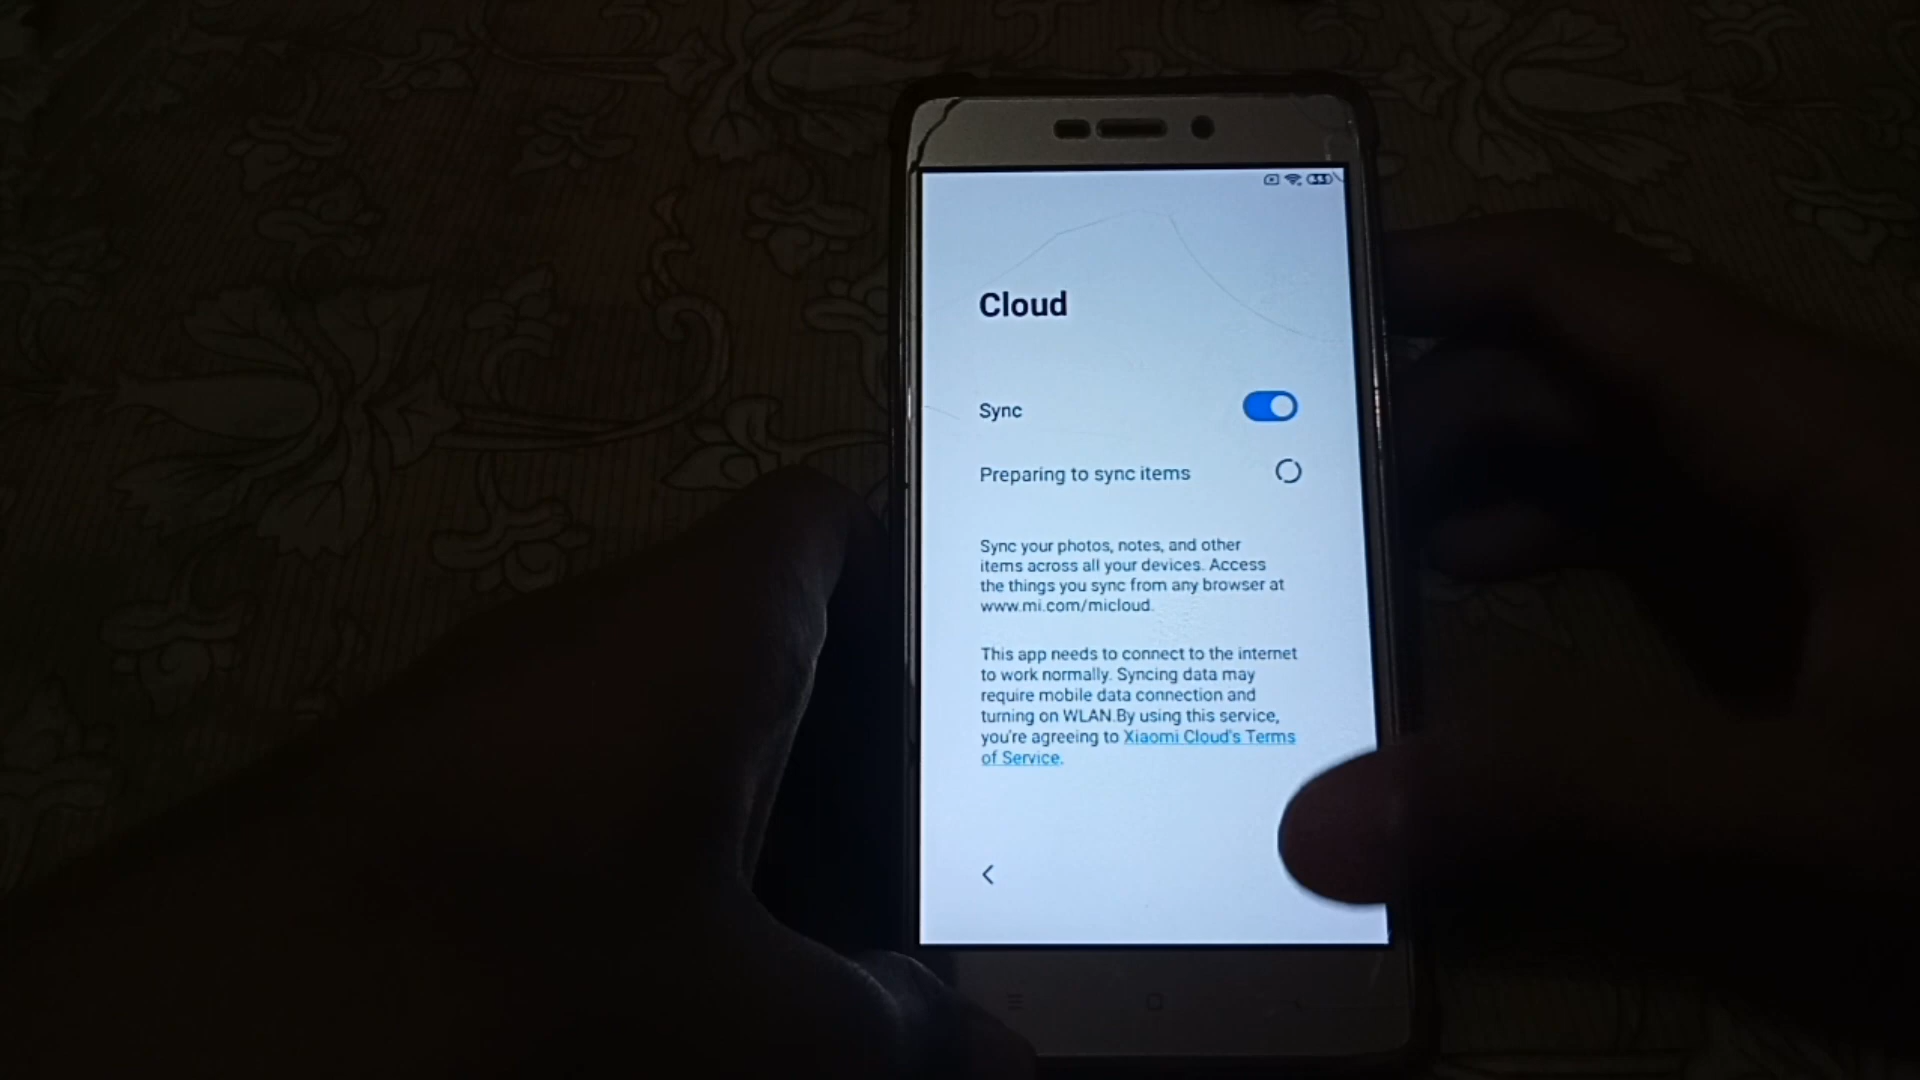 33
Cloud
Sync
Preparing to sync items
Sync your photos, notes, and other
items across all your devices. Access
the things you sync from any browser at
www.mi.com/micloud.
This app needs to connect to the internet
to work normally. Syncing data may
require mobile data connection and
turning on WLAN.By using this service,
you're agreeing to Xiaomi Cloud's Terms
of Service.